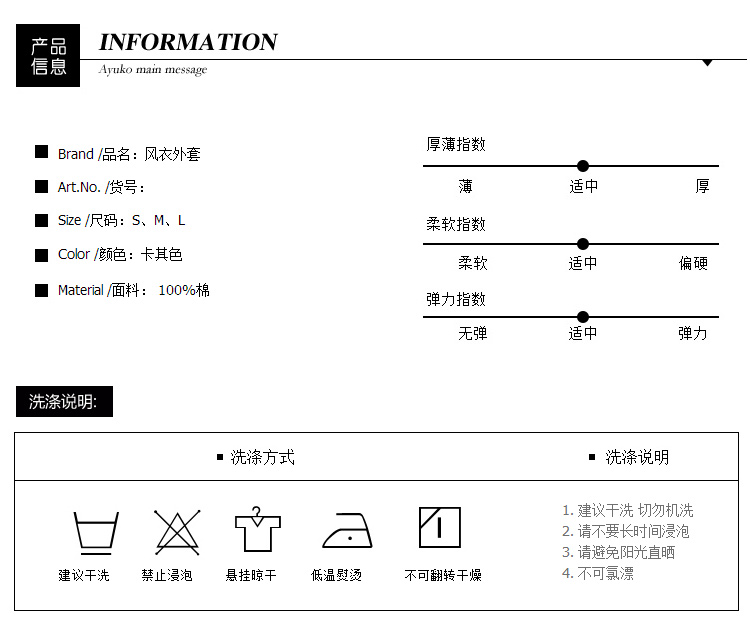 产品
信息
INFORMATION
Ayuko main message
Brand /品名：风衣外套
Art.No. /货号：
Size /尺码：S、M、L
Color /颜色：卡其色
Material /面料： 100%棉
厚薄指数
薄 适中 厚
柔软指数
柔软 适中 偏硬
弹力指数
无弹 适中 弹力
洗涤说明:
洗涤方式
建议干洗 禁止浸泡 悬挂晾干 低温熨烫 不可翻转干燥
洗涤说明
1. 建议干洗 切勿机洗
2. 请不要长时间浸泡
3. 请避免阳光直晒
4. 不可氯漂